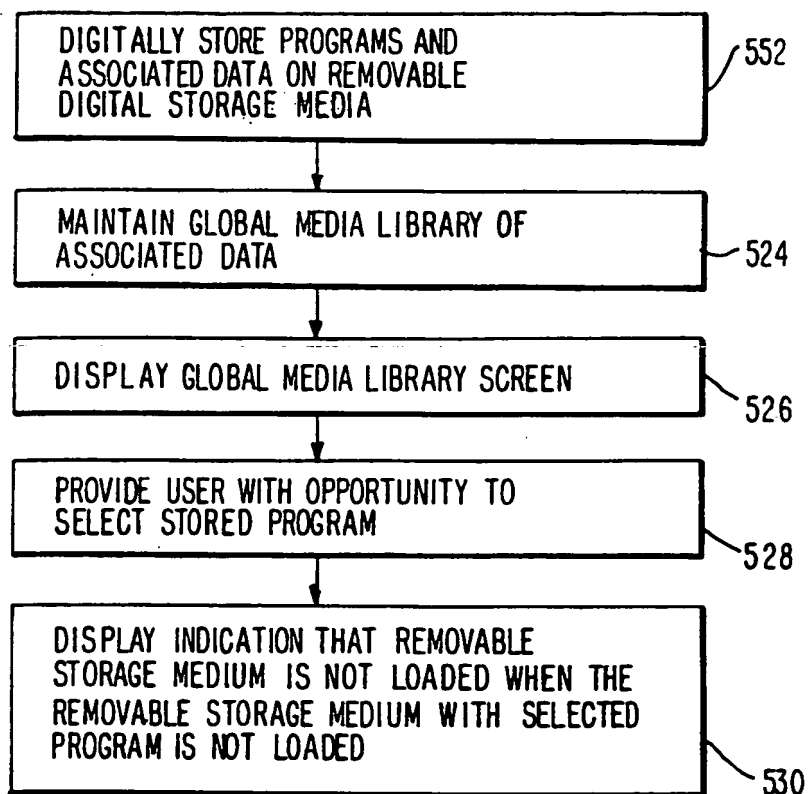 DIGITALLY STORE PROGRAMS AND
ASSOCIATED DATA ON REMOVABLE
DIGITAL STORAGE MEDIA
552
MAINTAIN GLOBAL MEDIA LIBRARY OF
ASSOCIATED DATA
524
DISPLAY GLOBAL MEDIA LIBRARY SCREEN
526
PROVIDE USER WITH OPPORTUNITY TO
SELECT STORED PROGRAM
528
DISPLAY INDICATION THAT REMOVABLE
STORAGE MEDIUM IS NOT LOADED WHEN THE
REMOVABLE STORAGE MEDIUM WITH SELECTED
PROGRAM IS NOT LOADED
530